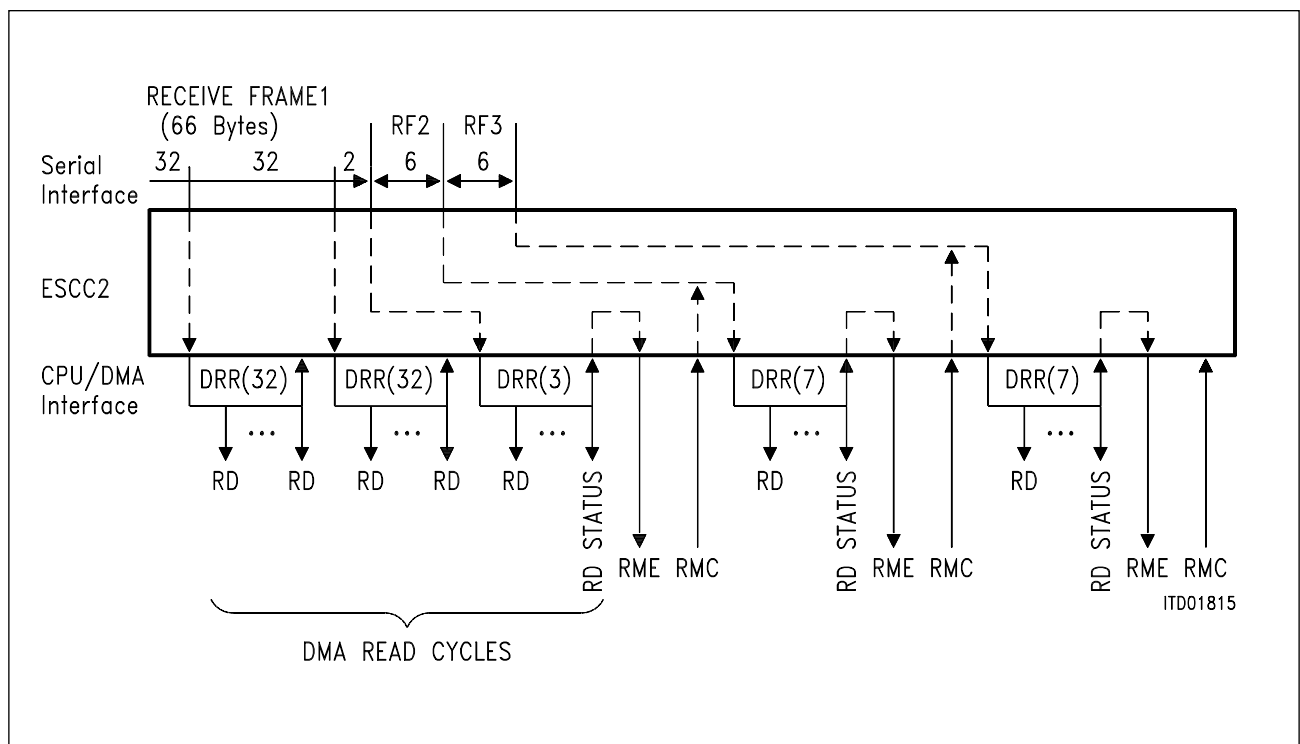 RECEIVE FRAME1
(66 Bytes)
RF2
RF3
Serial
Interface
32
32
2
6
6
ESCC2
CPU/DMA
Interface
DRR(32)
DRR(32)
DRR(3)
DRR(7)
DRR(7)
...
...
...
...
...
RD
RD
RD
RD
RD
RD STATUS
RME
RMC
RD
RD STATUS
RME
RMC
RD
RD STATUS
RME
RMC
ITD01815
DMA READ CYCLES